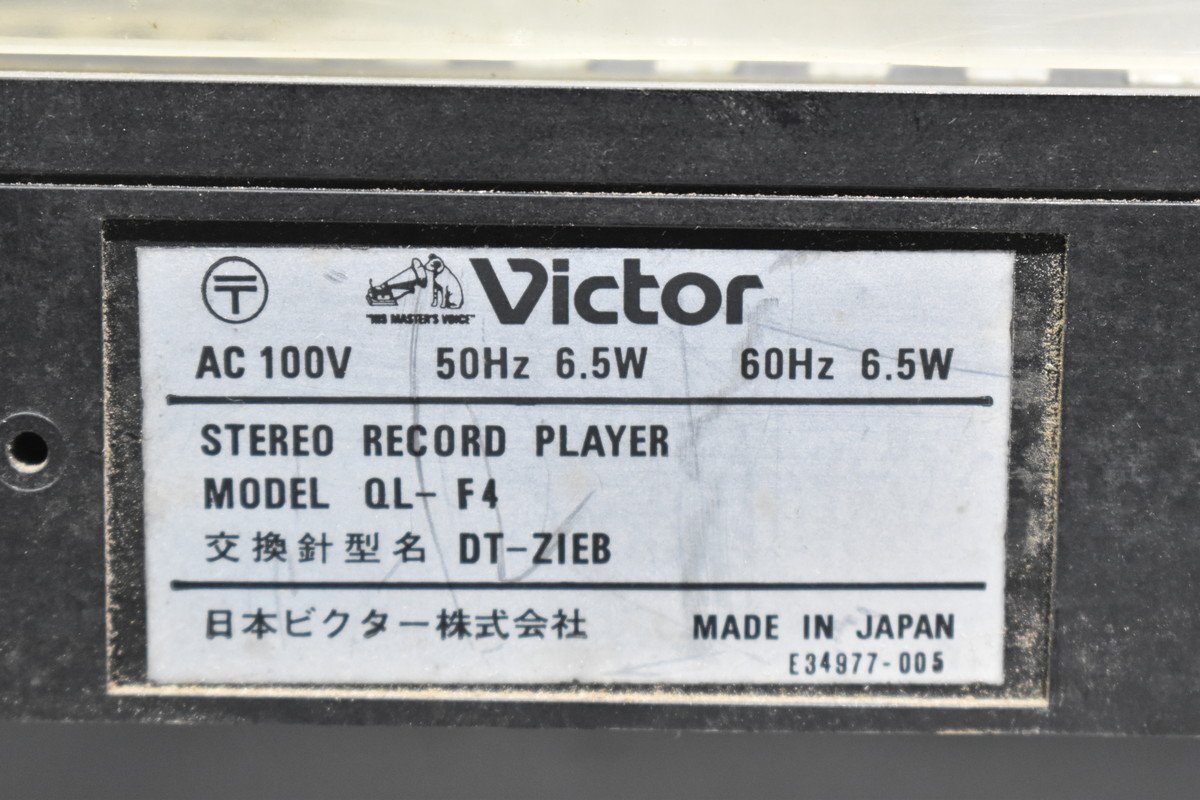 〒 "HIS MASTER'S VOICE" Victor
AC 100V 50Hz 6.5W 60Hz 6.5W
STEREO RECORD PLAYER
MODEL QL- F4
交換針型名 DT-Z1EB
日本ビクター株式会社 MADE IN JAPAN
E34977-005